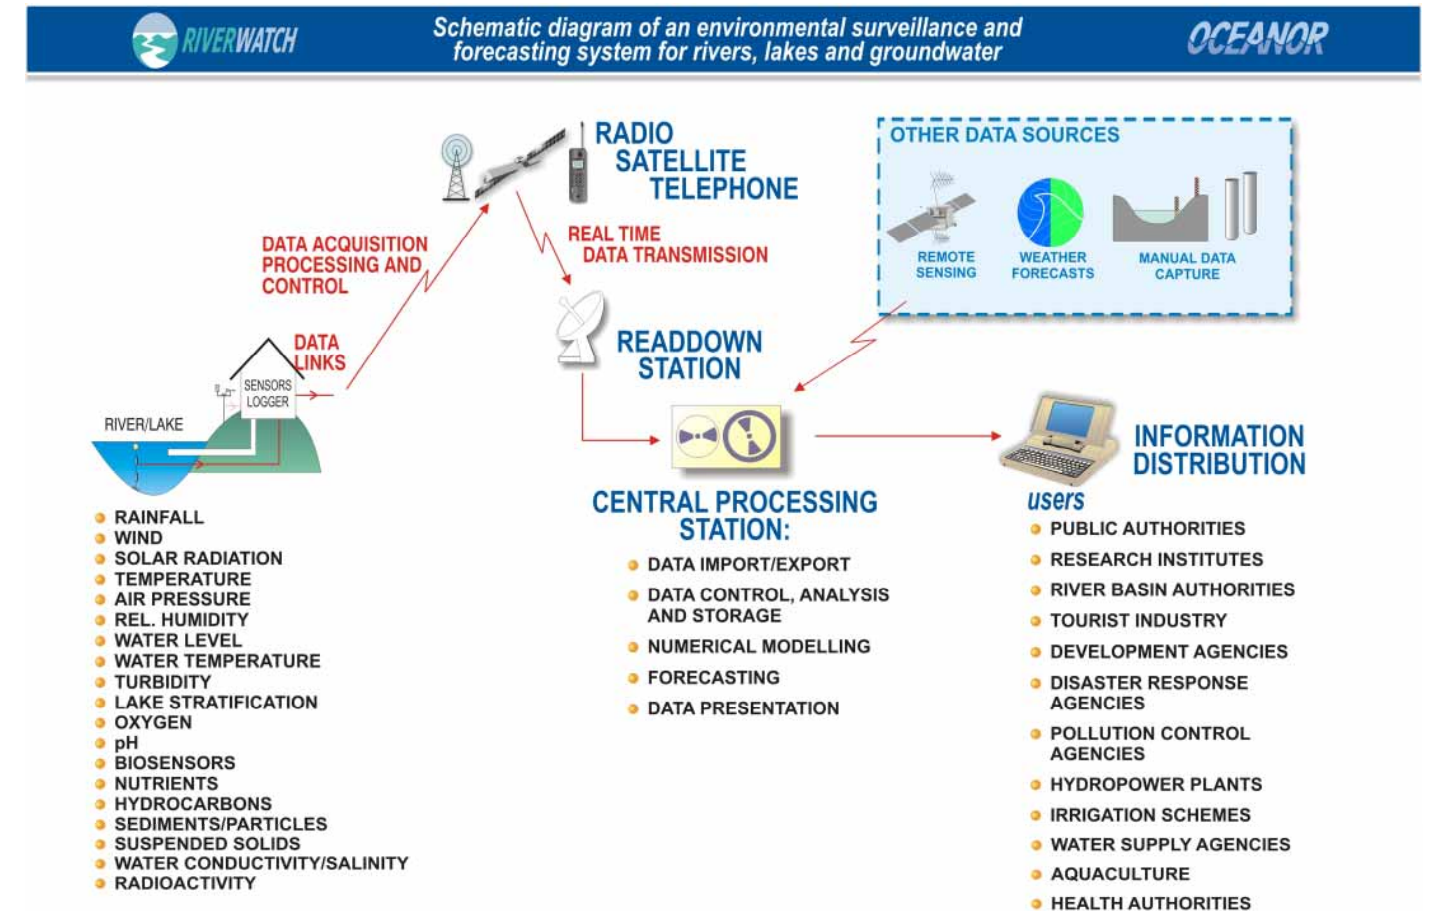 RIVERWATCH
Schematic diagram of an environmental surveillance and
forecasting system for rivers, lakes and groundwater
OCEANOR
RADIO
SATELLITE
TELEPHONE
OTHER DATA SOURCES
REMOTE
SENSING
WEATHER
FORECASTS
MANUAL DATA
CAPTURE
DATA ACQUISITION
PROCESSING AND
CONTROL
REAL TIME
DATA TRANSMISSION
DATA
LINKS
SENSORS
LOGGER
RIVER/LAKE
READDOWN
STATION
RAINFALL
WIND
SOLAR RADIATION
TEMPERATURE
AIR PRESSURE
REL. HUMIDITY
WATER LEVEL
WATER TEMPERATURE
TURBIDITY
LAKE STRATIFICATION
OXYGEN
pH
BIOSENSORS
NUTRIENTS
HYDROCARBONS
SEDIMENTS/PARTICLES
SUSPENDED SOLIDS
WATER CONDUCTIVITY/SALINITY
RADIOACTIVITY
CENTRAL PROCESSING
STATION:
DATA IMPORT/EXPORT
DATA CONTROL, ANALYSIS
AND STORAGE
NUMERICAL MODELLING
FORECASTING
DATA PRESENTATION
INFORMATION
DISTRIBUTION
users
PUBLIC AUTHORITIES
RESEARCH INSTITUTES
RIVER BASIN AUTHORITIES
TOURIST INDUSTRY
DEVELOPMENT AGENCIES
DISASTER RESPONSE
AGENCIES
POLLUTION CONTROL
AGENCIES
HYDROPOWER PLANTS
IRRIGATION SCHEMES
WATER SUPPLY AGENCIES
AQUACULTURE
HEALTH AUTHORITIES